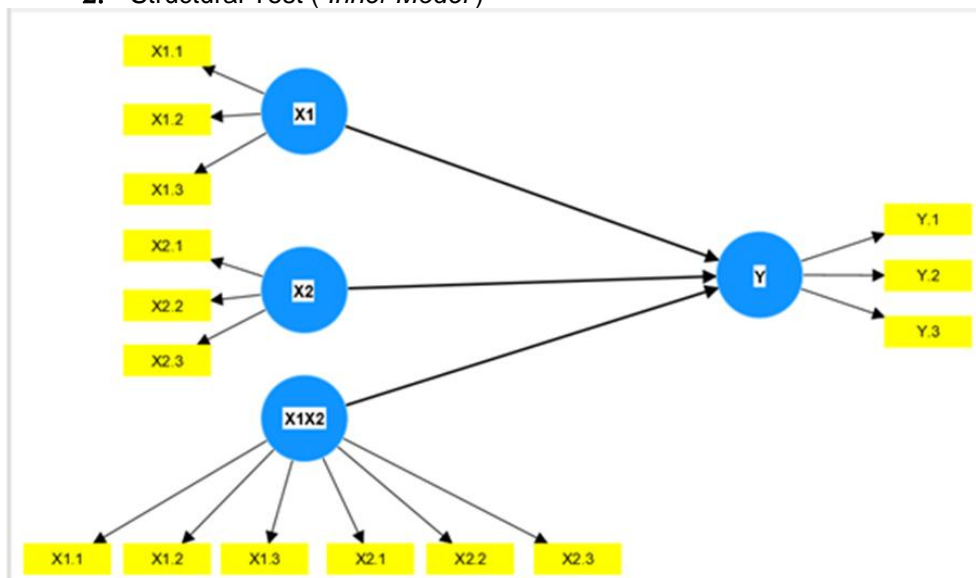 2. Structural Test ( Inner Model )
X1.1
X1.2
X1.3
X1
X2.1
X2.2
X2.3
X2
X1X2
Y
Y.1
Y.2
Y.3
X1.1 X1.2 X1.3 X2.1 X2.2 X2.3